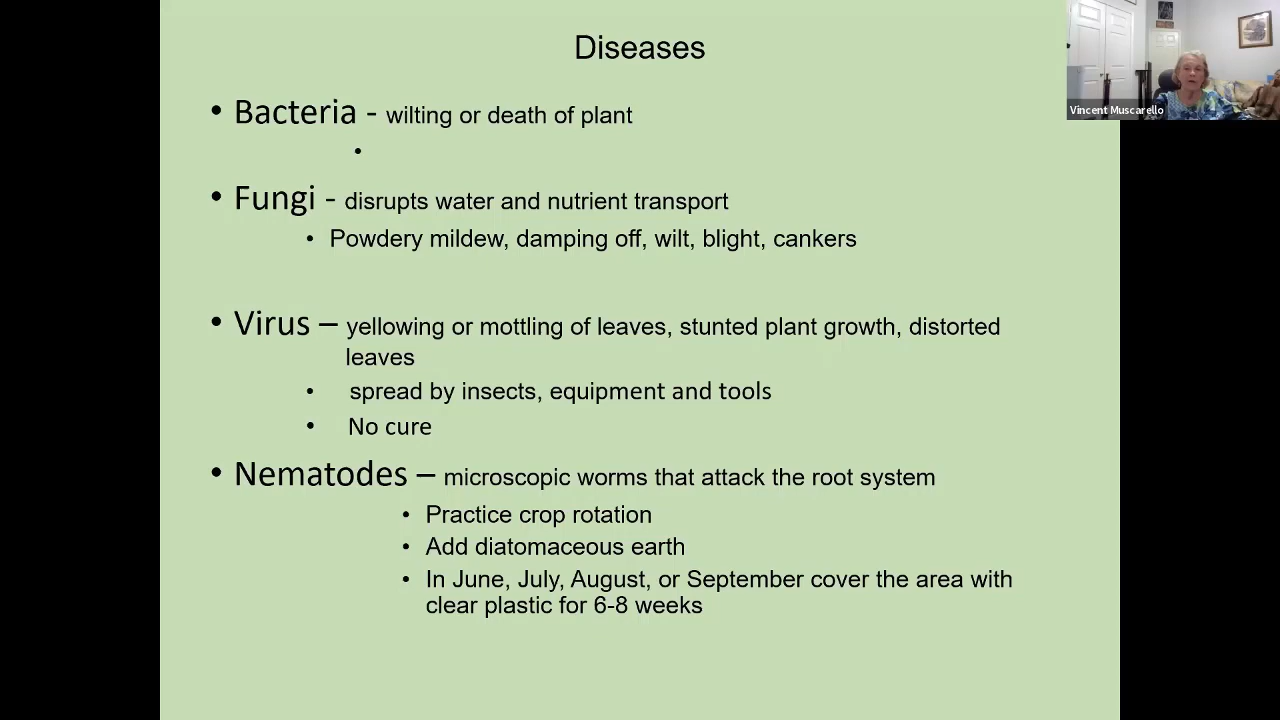 Diseases
• Bacteria - wilting or death of plant
•
• Fungi - disrupts water and nutrient transport
• Powdery mildew, damping off, wilt, blight, cankers
• Virus – yellowing or mottling of leaves, stunted plant growth, distorted
leaves
• spread by insects, equipment and tools
• No cure
• Nematodes – microscopic worms that attack the root system
• Practice crop rotation
• Add diatomaceous earth
• In June, July, August, or September cover the area with
clear plastic for 6-8 weeks
Vincent Muscarello